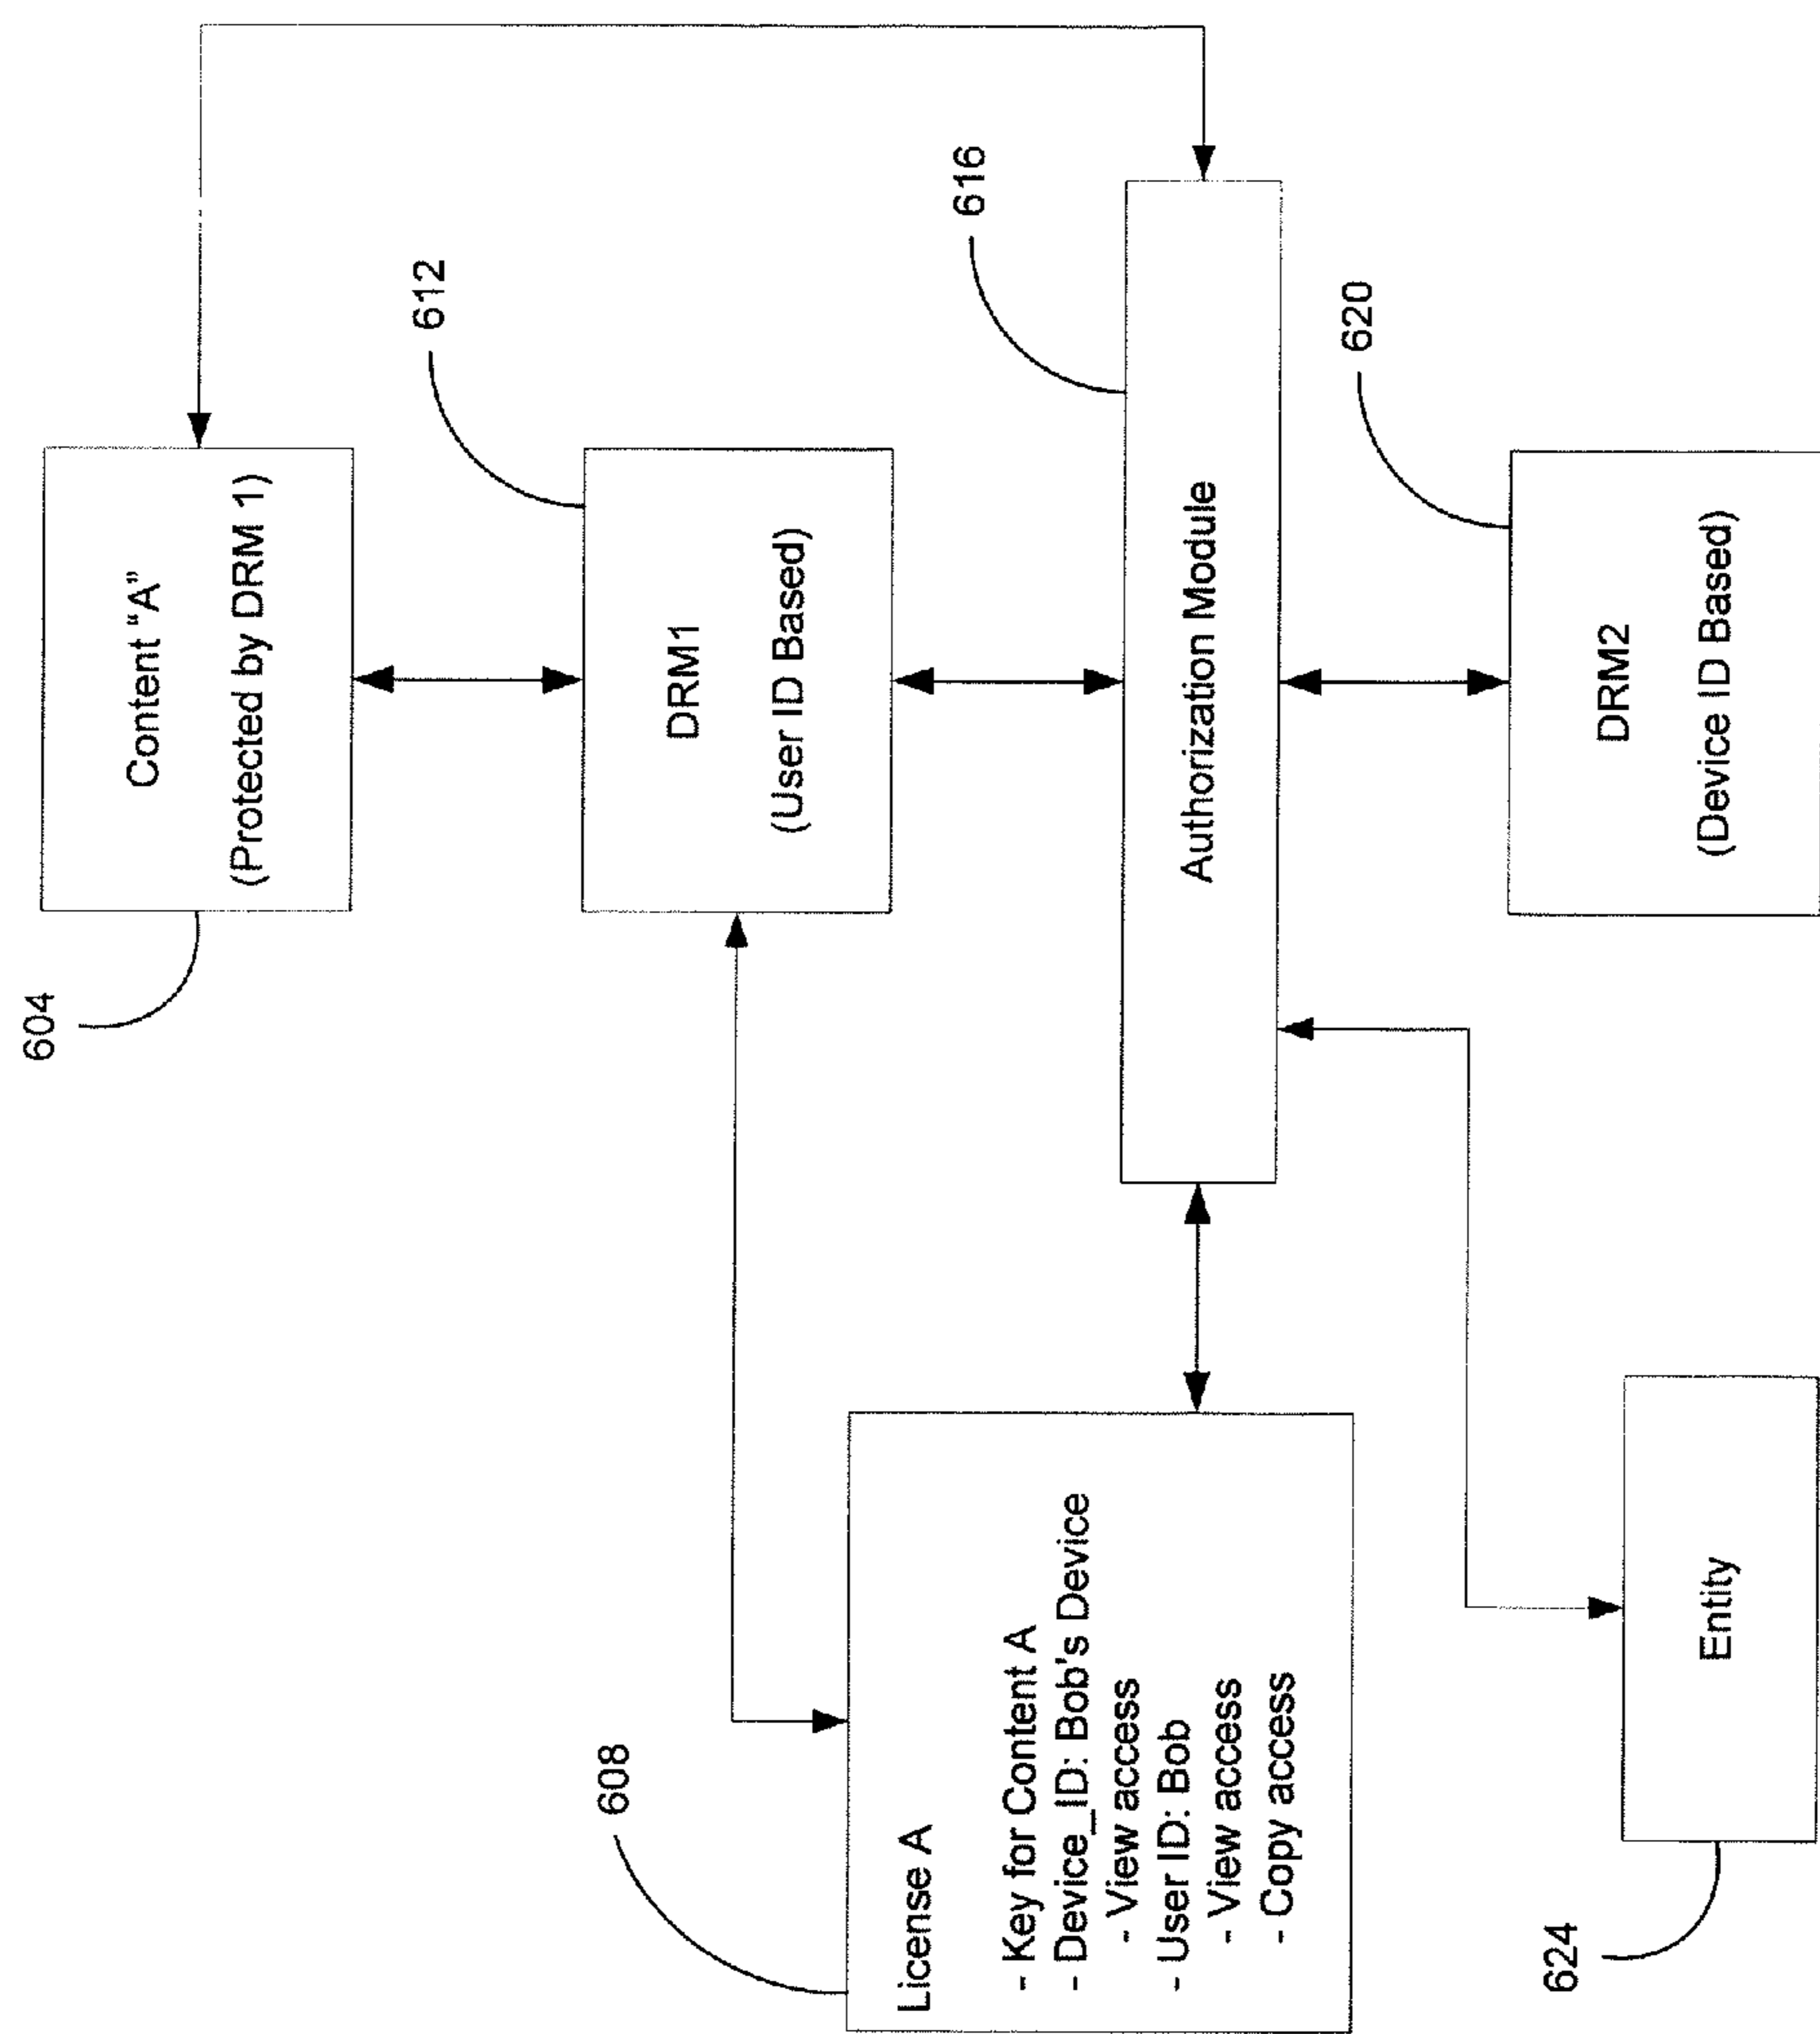 604
Content “A”
(Protected by DRM 1)
612
DRM1
(User ID Based)
608
License A
- Key for Content A
- Device_ID: Bob's Device
- View access
- User ID: Bob
- View access
- Copy access
616
Authorization Module
620
DRM2
(Device ID Based)
624
Entity